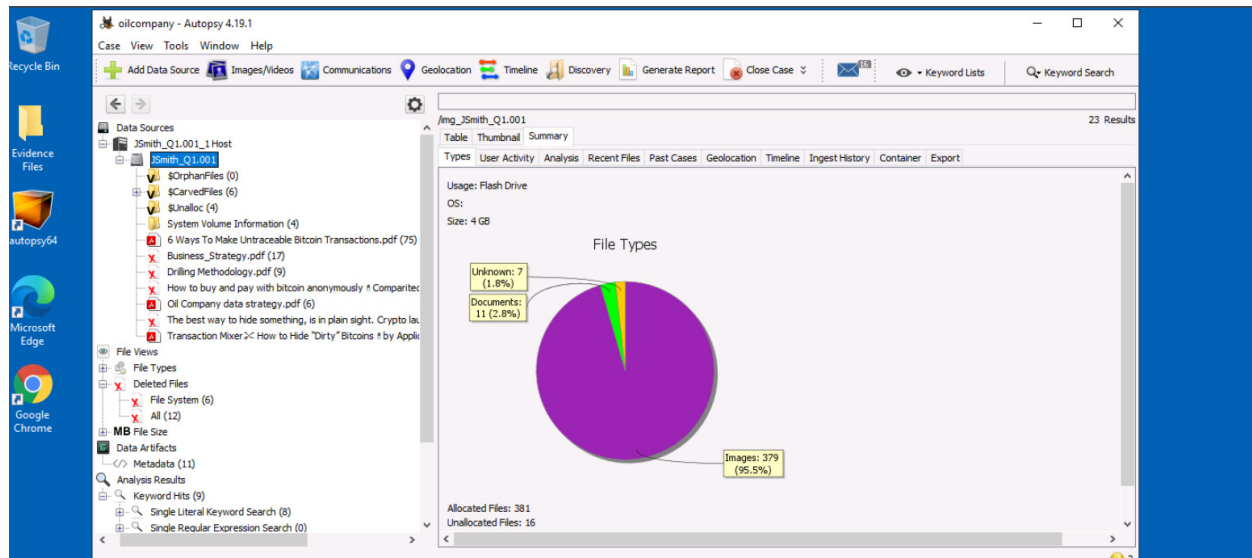 oilcompany - Autopsy 4.19.1
Case View Tools Window Help
Add Data Source Images/Videos Communications Geolocation Timeline Discovery Generate Report Close Case Keyword Lists Keyword Search
Recycle Bin
Evidence
Files
autopsy64
Microsoft
Edge
Google
Chrome
Data Sources
JSmith_Q1.001_1 Host
JSmith_Q1.001
$OrphanFiles (0)
$CarvedFiles (6)
$Unalloc (4)
System Volume Information (4)
6 Ways To Make Untraceable Bitcoin Transactions.pdf (75)
Business_Strategy.pdf (17)
Drilling Methodology.pdf (9)
How to buy and pay with bitcoin anonymously Comparitec
Oil Company data strategy.pdf (6)
The best way to hide something, is in plain sight. Crypto lau
Transaction Mixer How to Hide "Dirty" Bitcoins by Applic
File Views
File Types
Deleted Files
File System (6)
All (12)
MB File Size
Data Artifacts
Metadata (11)
Analysis Results
Keyword Hits (9)
Single Literal Keyword Search (8)
Single Regular Expression Search (0)
/img_JSmith_Q1.001
23 Results
Table Thumbnail Summary
Types User Activity Analysis Recent Files Past Cases Geolocation Timeline Ingest History Container Export
Usage: Flash Drive
OS:
Size: 4 GB
File Types
Unknown: 7
(1.8%)
Documents:
11 (2.8%)
Images: 379
(95.5%)
Allocated Files: 381
Unallocated Files: 16